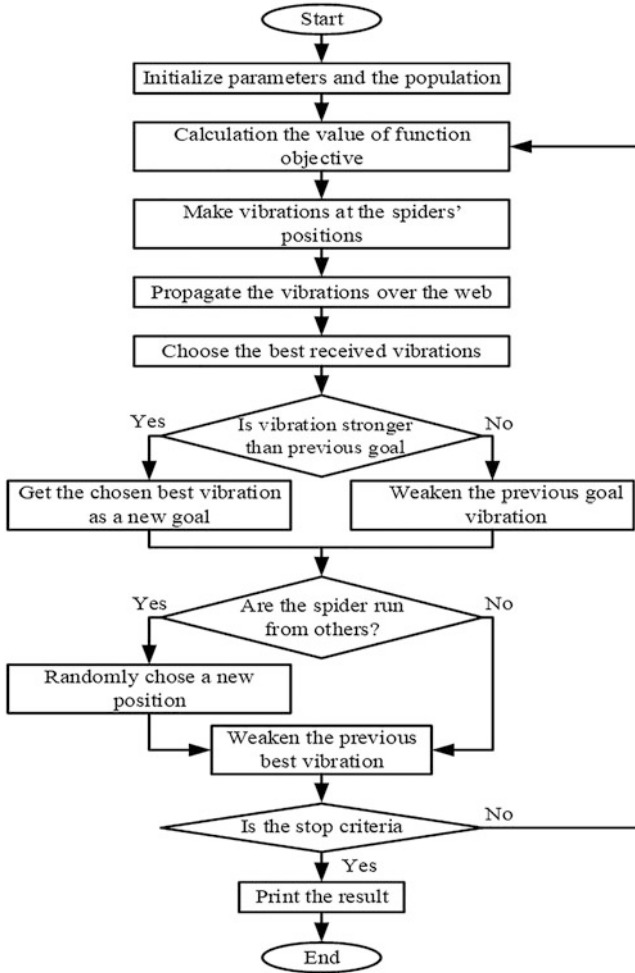 Start
Initialize parameters and the population
Calculation the value of function
objective
Make vibrations at the spiders'
positions
Propagate the vibrations over the web
Choose the best received vibrations
Yes
Is vibration stronger
than previous goal
No
Get the chosen best vibration
as a new goal
Weaken the previous goal
vibration
Yes
Are the spider run
from others?
No
Randomly chose a new
position
Weaken the previous
best vibration
Is the stop criteria
No
Yes
Print the result
End